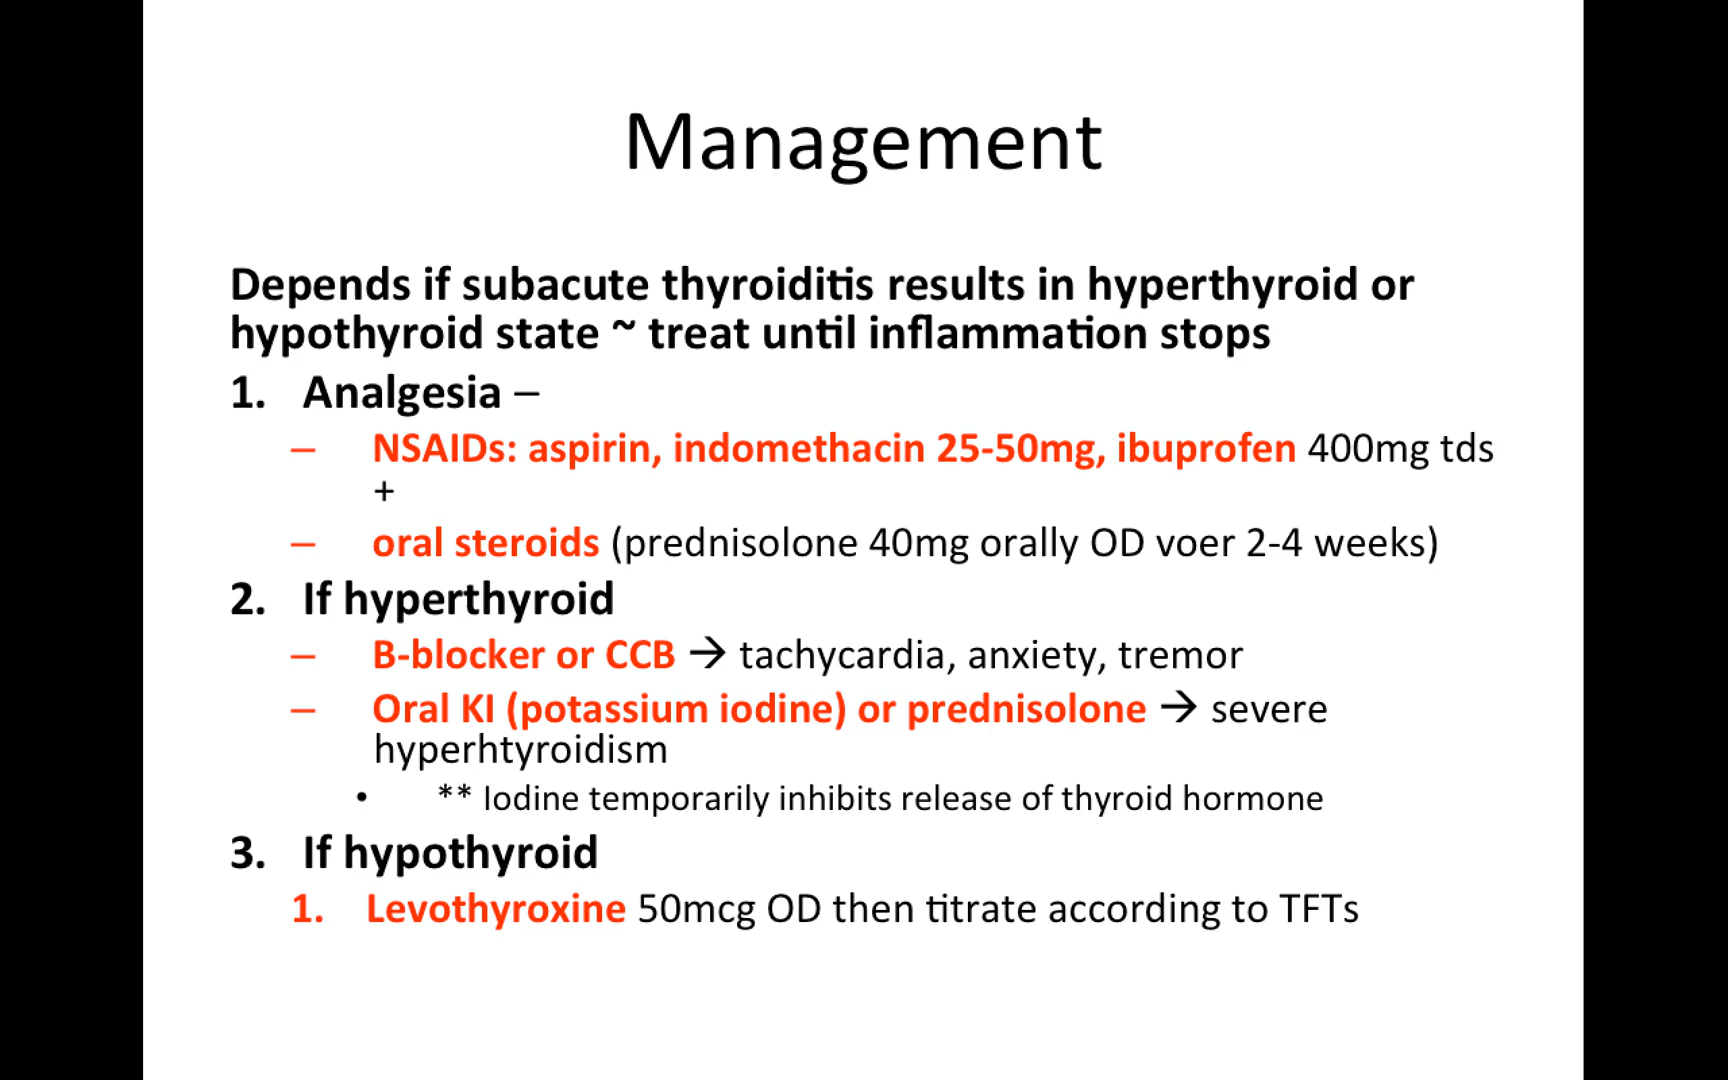 Management
Depends if subacute thyroiditis results in hyperthyroid or
hypothyroid state ~ treat until inflammation stops
1. Analgesia –
– NSAIDs: aspirin, indomethacin 25-50mg, ibuprofen 400mg tds
+
– oral steroids (prednisolone 40mg orally OD voer 2-4 weeks)
2. If hyperthyroid
– B-blocker or CCB → tachycardia, anxiety, tremor
– Oral KI (potassium iodine) or prednisolone → severe
hyperhtyroidism
• ** Iodine temporarily inhibits release of thyroid hormone
3. If hypothyroid
1. Levothyroxine 50mcg OD then titrate according to TFTs